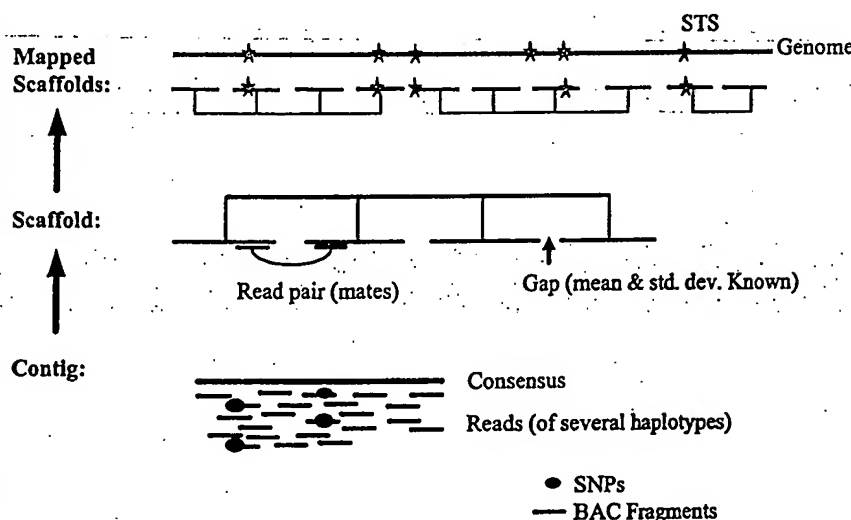 STS
Genome
Mapped
Scaffolds:
Scaffold:
Read pair (mates)
Gap (mean & std. dev. Known)
Contig:
Consensus
Reads (of several haplotypes)
SNPs
BAC Fragments